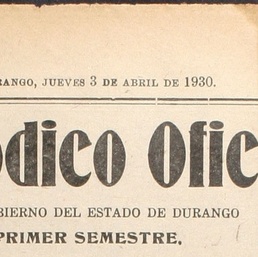 RANGO, JUEVES 3 DE ABRIL DE 1930.
odico Ofic
BIERNO DEL ESTADO DE DURANGO
PRIMER SEMESTRE.